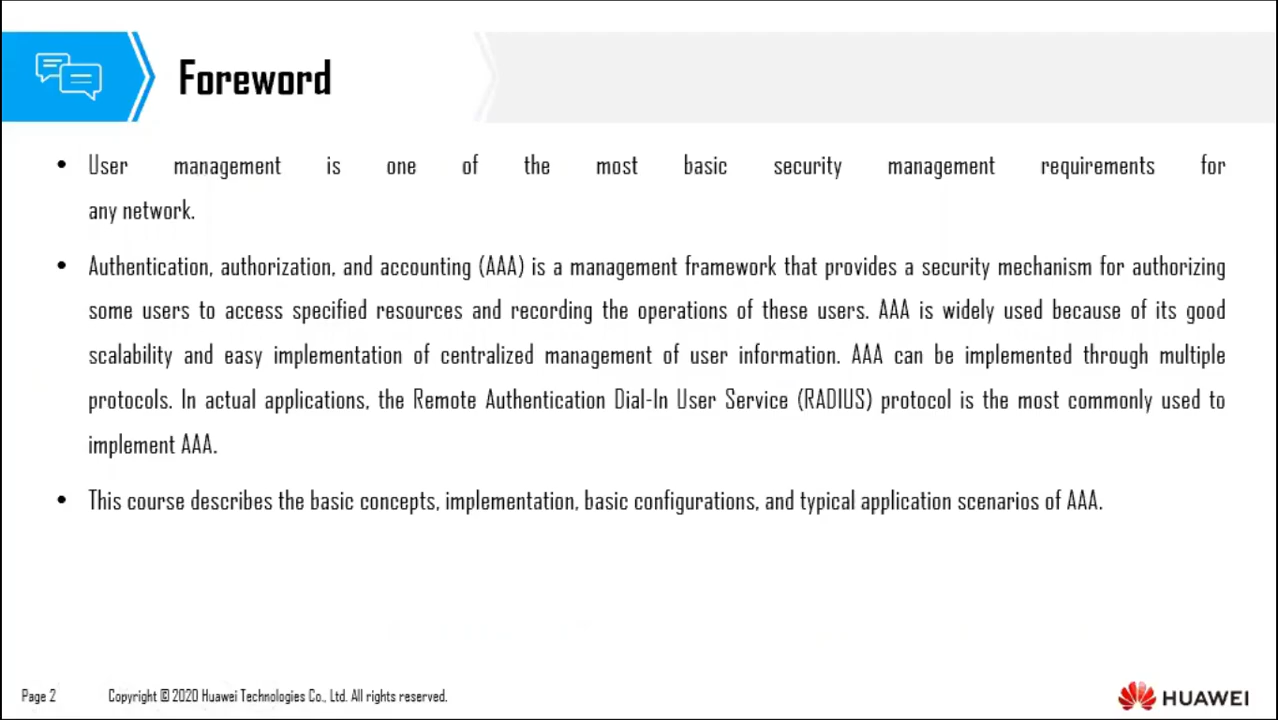 Foreword
• User management is one of the most basic security management requirements for
any network.
• Authentication, authorization, and accounting (AAA) is a management framework that provides a security mechanism for authorizing
some users to access specified resources and recording the operations of these users. AAA is widely used because of its good
scalability and easy implementation of centralized management of user information. AAA can be implemented through multiple
protocols. In actual applications, the Remote Authentication Dial-In User Service (RADIUS) protocol is the most commonly used to
implement AAA.
• This course describes the basic concepts, implementation, basic configurations, and typical application scenarios of AAA.
Page 2 Copyright © 2020 Huawei Technologies Co., Ltd. All rights reserved.
HUAWEI